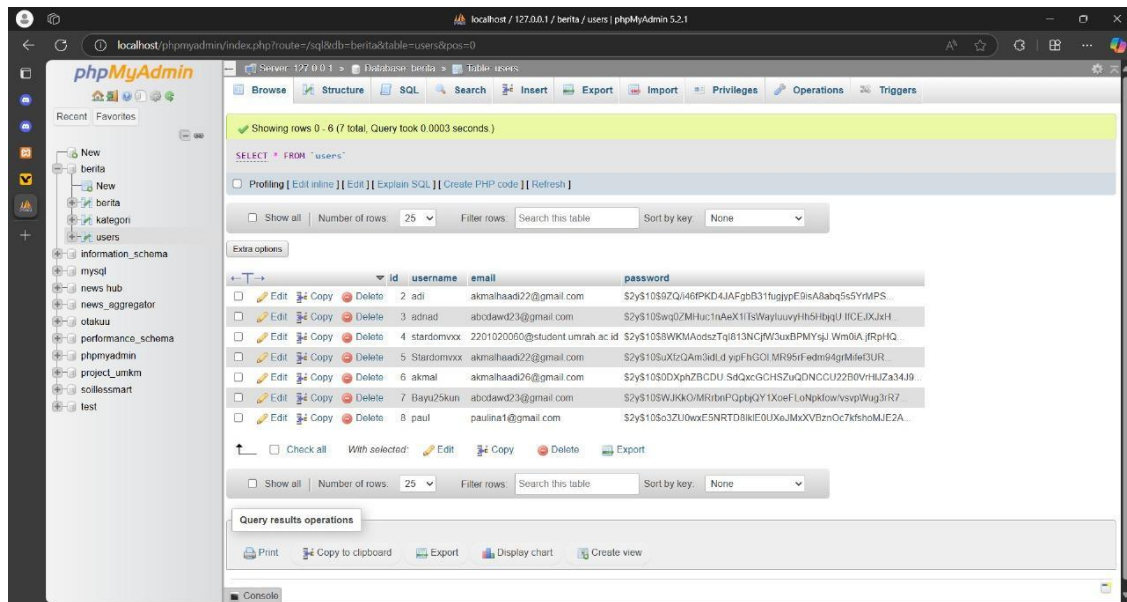 localhost / 127.0.0.1 / berita / users | phpMyAdmin 5.2.1
localhost/phpmyadmin/index.php?route=/sql&db=berita&table=users&pos=0
phpMyAdmin
Recent Favorites
New
berita
New
berita
kategori
users
information_schema
mysql
news hub
news_aggregator
otakuu
performance_schema
phpmyadmin
project_umkm
soillessmart
test
Server: 127.0.0.1 » Database: berita » Table: users
Browse Structure SQL Search Insert Export Import Privileges Operations Triggers
Showing rows 0 - 6 (7 total, Query took 0.0003 seconds.)
SELECT * FROM `users`
Profiling [ Edit inline ] [ Edit ] [ Explain SQL ] [ Create PHP code ] [ Refresh ]
Show all | Number of rows: 25 Filter rows: Search this table Sort by key: None
Extra options
←T→ id username email password
Edit Copy Delete 2 adi akmalhaadi22@gmail.com
Edit Copy Delete 3 adnad abcdawd23@gmail.com
Edit Copy Delete 4 stardomvxx 2201020060@student.umrah.ac.id
Edit Copy Delete 5 Stardomvxx akmalhaadi22@gmail.com
Edit Copy Delete 6 akmal akmalhaadi26@gmail.com
Edit Copy Delete 7 Bayu25kun abcdawd23@gmail.com
Edit Copy Delete 8 paul paulina1@gmail.com
Check all With selected: Edit Copy Delete Export
Show all | Number of rows: 25 Filter rows: Search this table Sort by key: None
Query results operations
Print Copy to clipboard Export Display chart Create view
Console